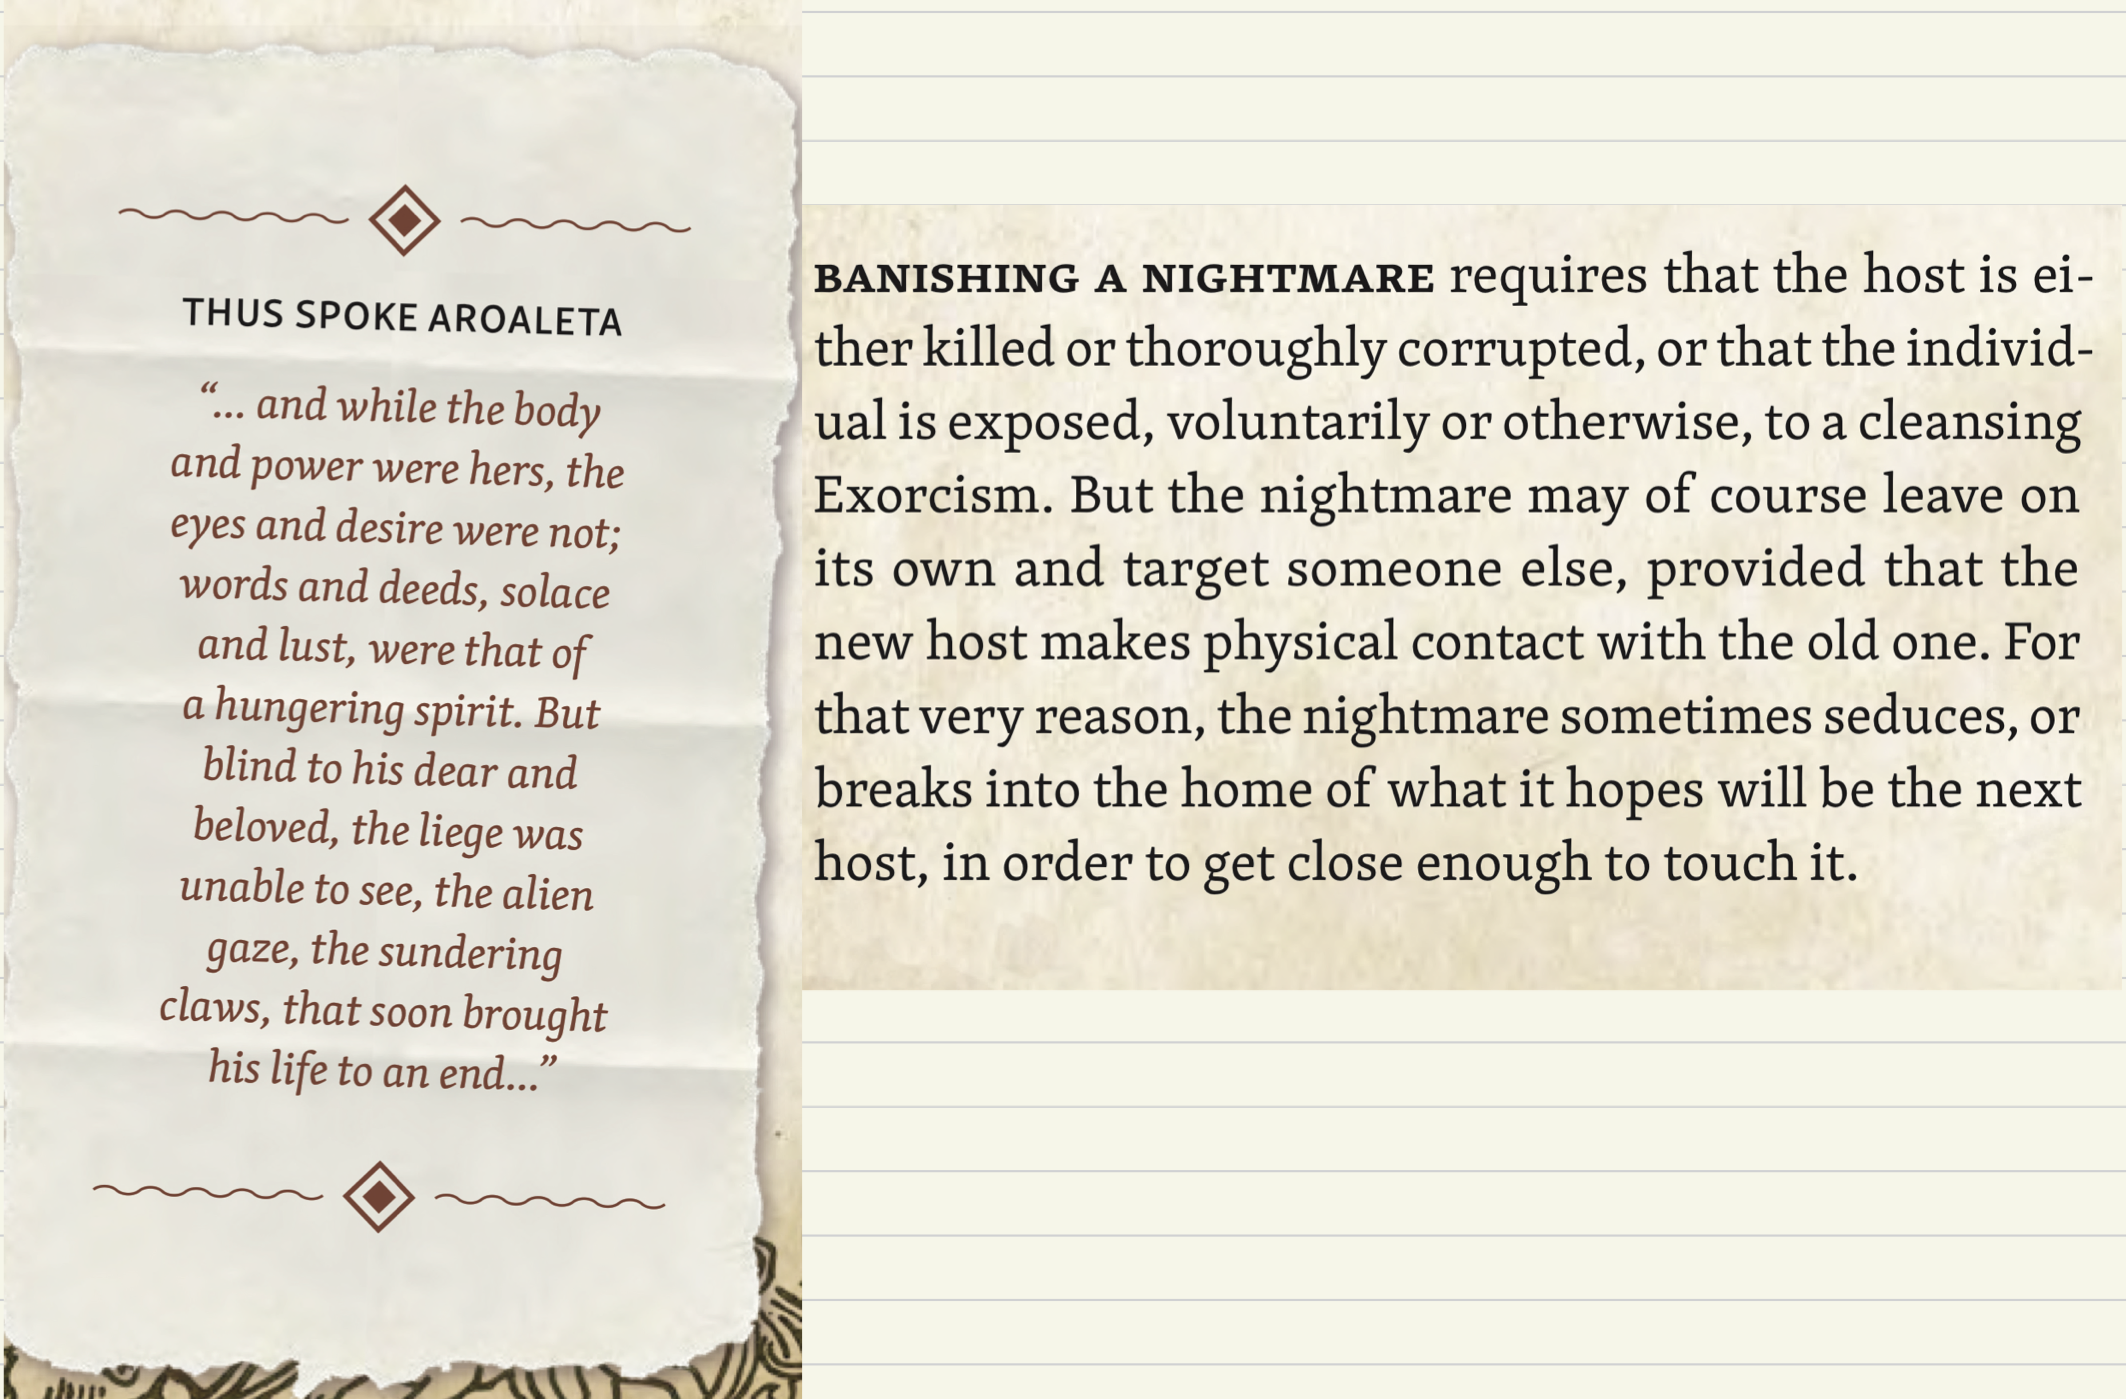 THUS SPOKE AROALETA
“... and while the body
and power were hers, the
eyes and desire were not;
words and deeds, solace
and lust, were that of
a hungering spirit. But
blind to his dear and
beloved, the liege was
unable to see, the alien
gaze, the sundering
claws, that soon brought
his life to an end...”
BANISHING A NIGHTMARE requires that the host is ei-
ther killed or thoroughly corrupted, or that the individ-
ual is exposed, voluntarily or otherwise, to a cleansing
Exorcism. But the nightmare may of course leave on
its own and target someone else, provided that the
new host makes physical contact with the old one. For
that very reason, the nightmare sometimes seduces, or
breaks into the home of what it hopes will be the next
host, in order to get close enough to touch it.